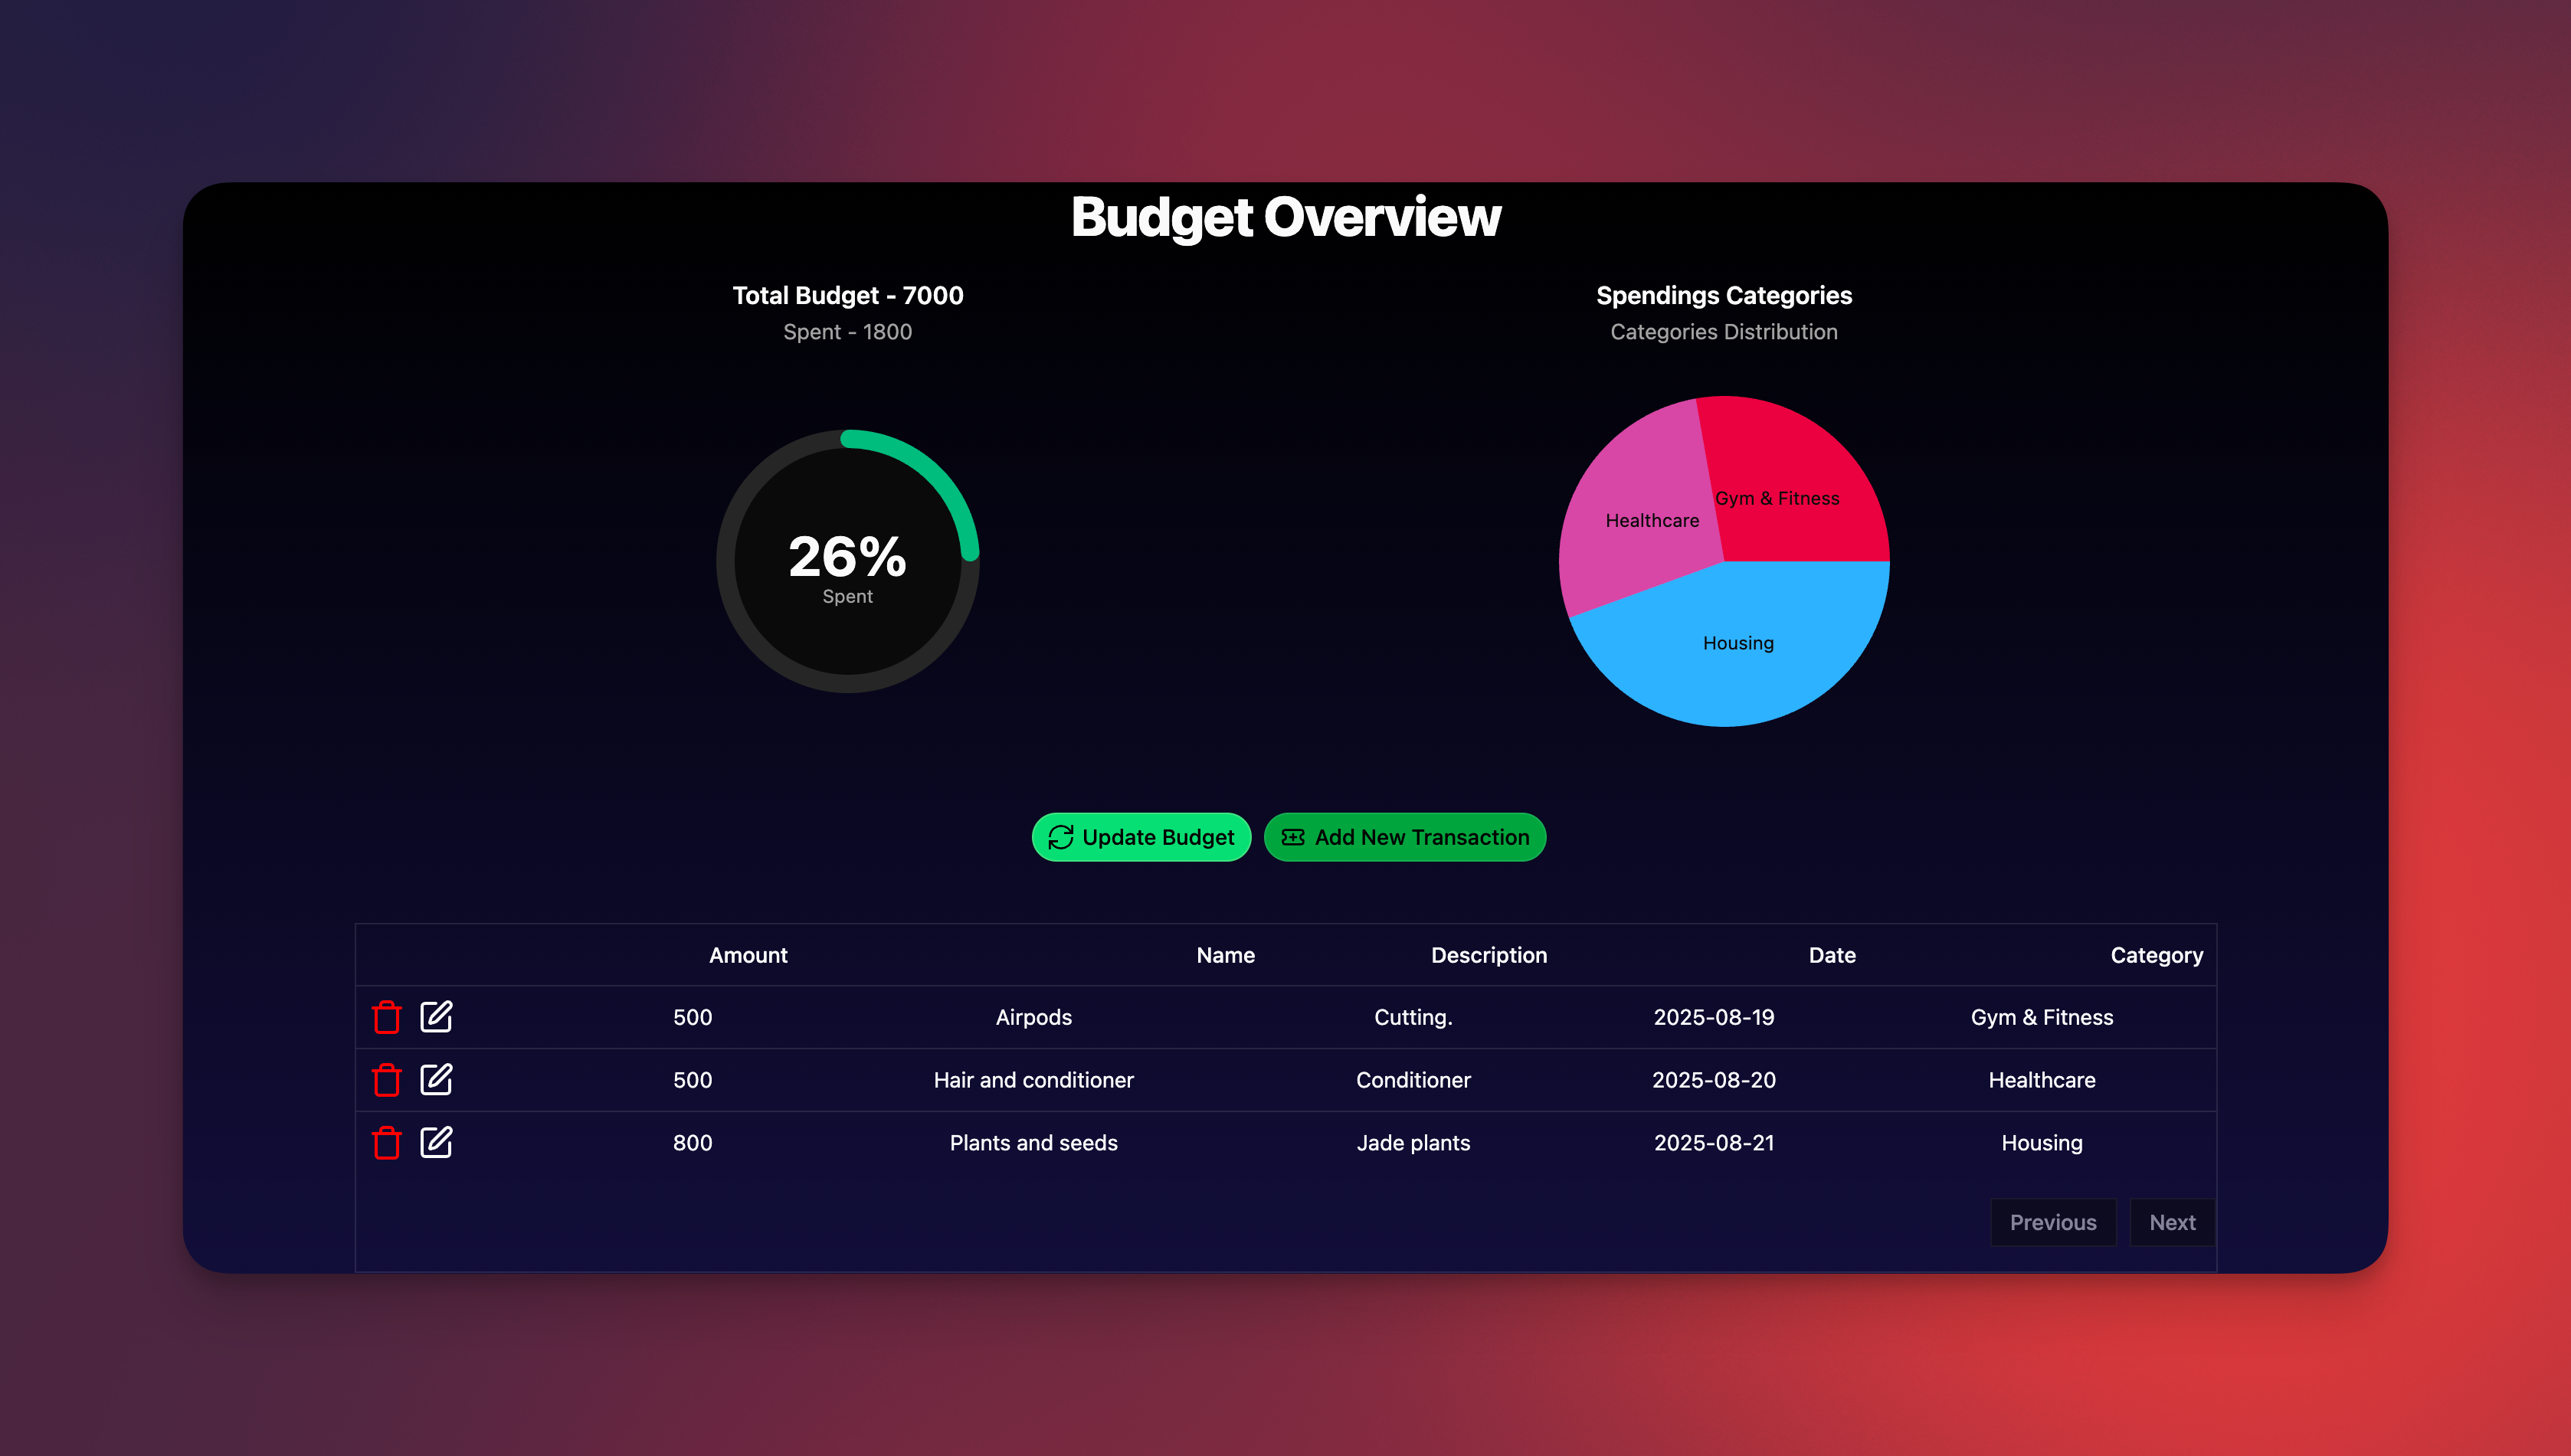 Budget Overview
Total Budget - 7000
Spent - 1800
Spendings Categories
Categories Distribution
26%
Spent
Gym & Fitness
Healthcare
Housing
Update Budget
Add New Transaction
Amount Name Description Date Category
500 Airpods Cutting. 2025-08-19 Gym & Fitness
500 Hair and conditioner Conditioner 2025-08-20 Healthcare
800 Plants and seeds Jade plants 2025-08-21 Housing
Previous Next